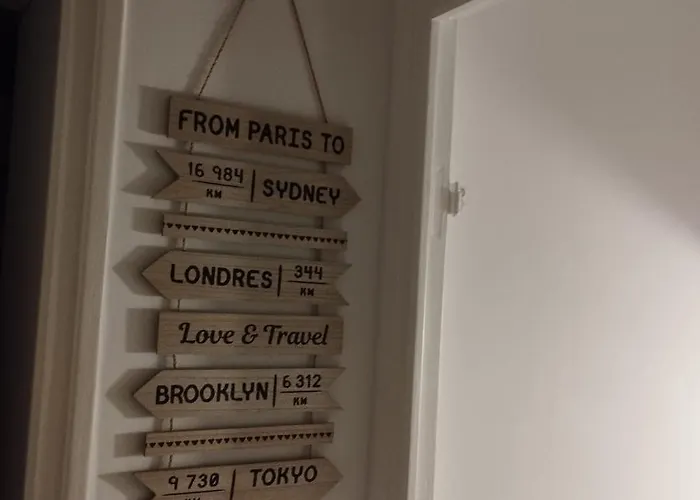 FROM PARIS TO
16 984 KM | SYDNEY
LONDRES | 344 KM
Love & Travel
BROOKLYN | 6 312 KM
9 730 KM | TOKYO